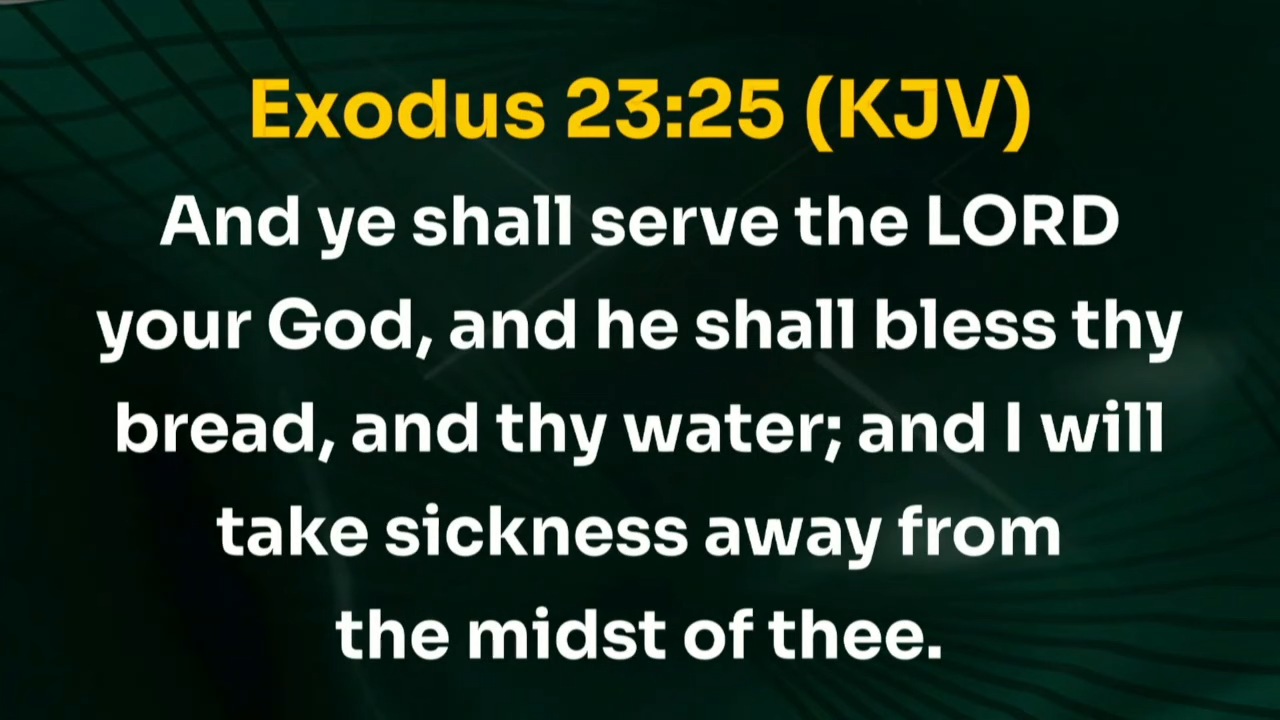 Exodus 23:25 (KJV)
And ye shall serve the LORD
your God, and he shall bless thy
bread, and thy water; and I will
take sickness away from
the midst of thee.